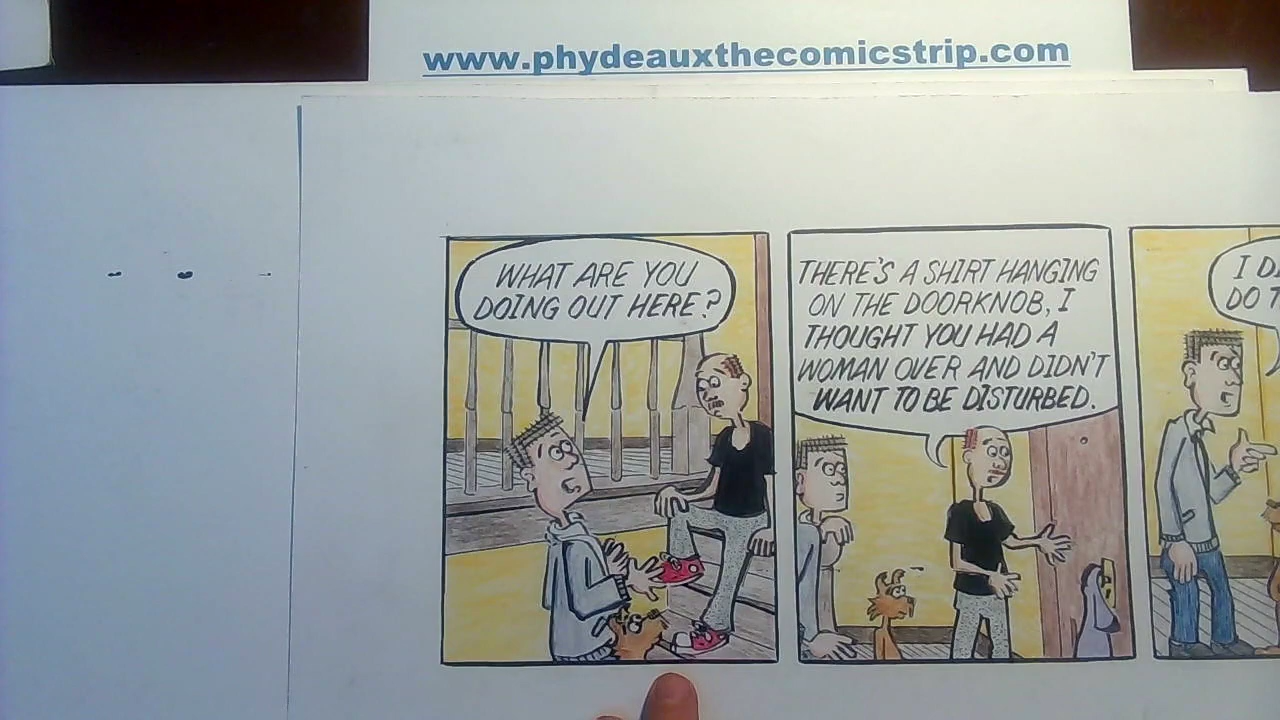 www.phydeauxthecomicstrip.com
WHAT ARE YOU
DOING OUT HERE?
THERE'S A SHIRT HANGING
ON THE DOORKNOB, I
THOUGHT YOU HAD A
WOMAN OVER AND DIDN'T
WANT TO BE DISTURBED.
I
DO